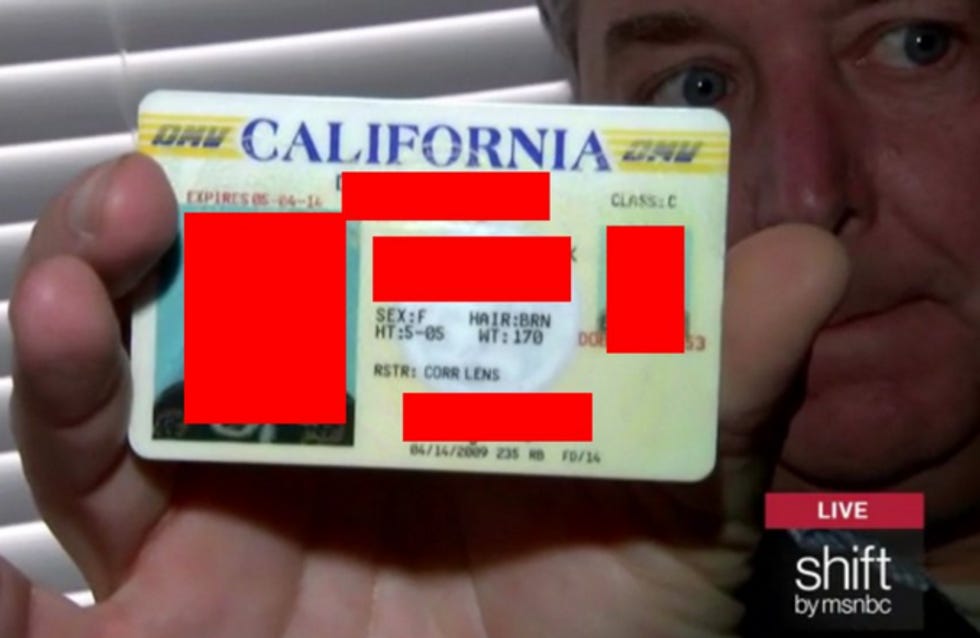 DMV CALIFORNIA DMV
EXPIRES 05-04-14
CLASS:C
SEX:F HAIR:BRN
HT:5-05 WT:170
53
RSTR: CORR LENS
04/14/2009 235 RB FD/14
LIVE
shift
by msnbc